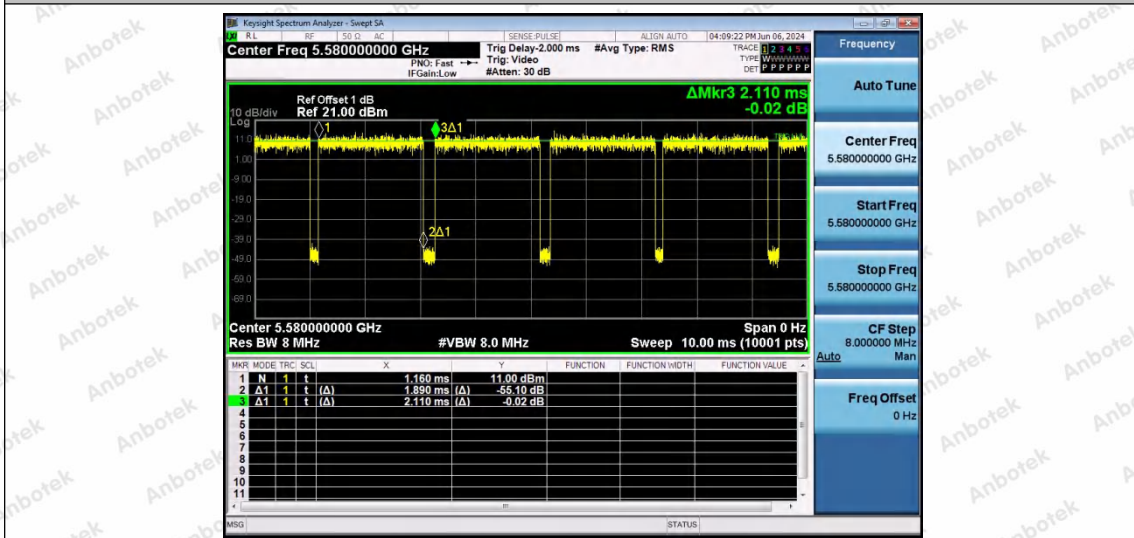 Keysight Spectrum Analyzer - Swept SA
RL RF 50 Ω AC SENSE:PULSE ALIGN AUTO 04:09:22 PM Jun 06, 2024
Center Freq 5.580000000 GHz
PNO: Fast
IFGain:Low
Trig Delay-2.000 ms
Trig: Video
#Atten: 30 dB
#Avg Type: RMS
TRACE 1 2 3 4 5 6
TYPE W
DET P P P P P P
10 dB/div
Log
Ref Offset 1 dB
Ref 21.00 dBm
ΔMkr3 2.110 ms
-0.02 dB
1
3Δ1
2Δ1
11.0
1.00
-9.00
-19.0
-29.0
-39.0
-49.0
-59.0
-69.0
Center 5.580000000 GHz Span 0 Hz
Res BW 8 MHz #VBW 8.0 MHz Sweep 10.00 ms (10001 pts)
MKR MODE TRC SCL X Y FUNCTION FUNCTION WIDTH FUNCTION VALUE
1 N 1 t 1.160 ms 11.00 dBm
2 Δ1 1 t (Δ) 1.890 ms (Δ) -55.10 dB
3 Δ1 1 t (Δ) 2.110 ms (Δ) -0.02 dB
4
5
6
7
8
9
10
11
MSG STATUS
Frequency
Auto Tune
Center Freq
5.580000000 GHz
Start Freq
5.580000000 GHz
Stop Freq
5.580000000 GHz
CF Step
8.000000 MHz
Auto Man
Freq Offset
0 Hz
Anbotek